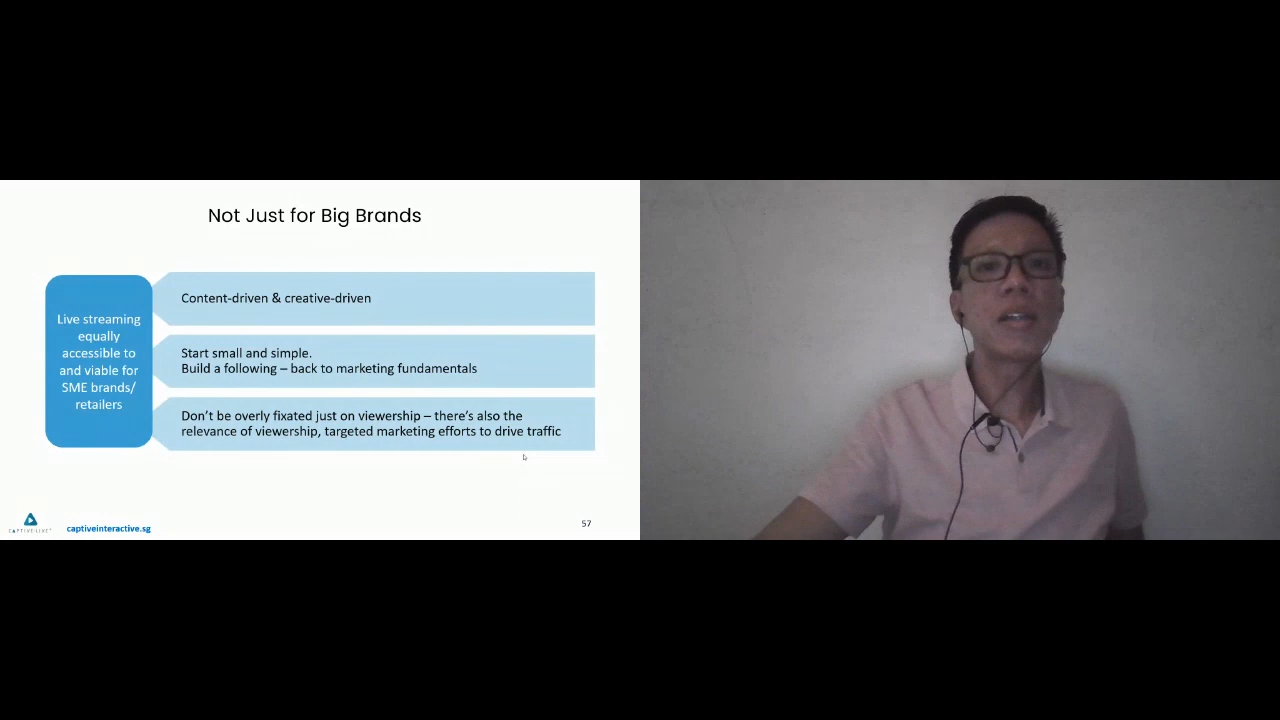 Not Just for Big Brands
Live streaming
equally
accessible to
and viable for
SME brands/
retailers
Content-driven & creative-driven
Start small and simple.
Build a following – back to marketing fundamentals
Don’t be overly fixated just on viewership – there’s also the
relevance of viewership, targeted marketing efforts to drive traffic
CAPTIVE-LIVE
captiveinteractive.sg
57